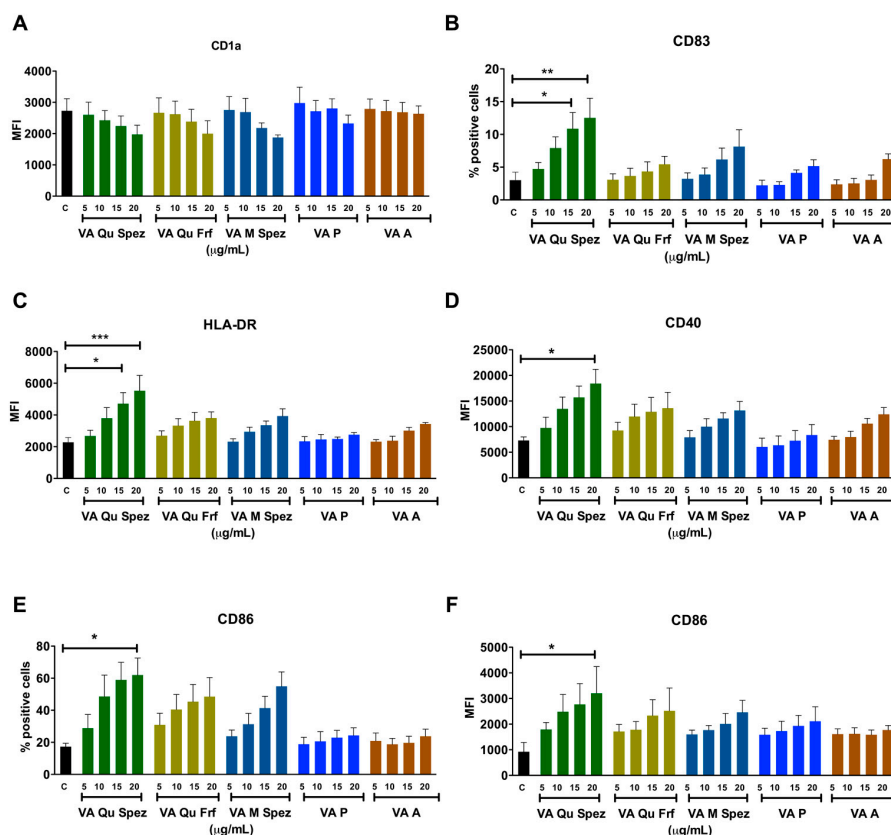 A
CD1a
MFI
4000
3000
2000
1000
0
C 5 10 15 20 5 10 15 20 5 10 15 20 5 10 15 20 5 10 15 20
VA Qu Spez VA Qu Frf VA M Spez VA P VA A
(μg/mL)
B
CD83
% positive cells
20
15
10
5
0
** 
*
C 5 10 15 20 5 10 15 20 5 10 15 20 5 10 15 20 5 10 15 20
VA Qu Spez VA Qu Frf VA M Spez VA P VA A
(μg/mL)
C
HLA-DR
MFI
8000
6000
4000
2000
0
***
*
C 5 10 15 20 5 10 15 20 5 10 15 20 5 10 15 20 5 10 15 20
VA Qu Spez VA Qu Frf VA M Spez VA P VA A
(μg/mL)
D
CD40
MFI
25000
20000
15000
10000
5000
0
*
C 5 10 15 20 5 10 15 20 5 10 15 20 5 10 15 20 5 10 15 20
VA Qu Spez VA Qu Frf VA M Spez VA P VA A
(μg/mL)
E
CD86
% positive cells
80
60
40
20
0
*
C 5 10 15 20 5 10 15 20 5 10 15 20 5 10 15 20 5 10 15 20
VA Qu Spez VA Qu Frf VA M Spez VA P VA A
(μg/mL)
F
CD86
MFI
5000
4000
3000
2000
1000
0
*
C 5 10 15 20 5 10 15 20 5 10 15 20 5 10 15 20 5 10 15 20
VA Qu Spez VA Qu Frf VA M Spez VA P VA A
(μg/mL)